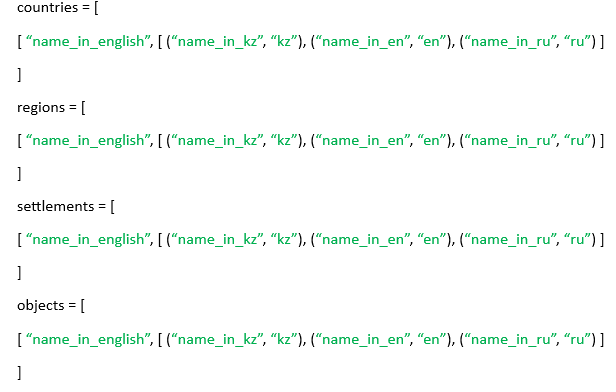 countries = [
[ “name_in_english”, [ (“name_in_kz”, “kz”), (“name_in_en”, “en”), (“name_in_ru”, “ru”) ]
]
regions = [
[ “name_in_english”, [ (“name_in_kz”, “kz”), (“name_in_en”, “en”), (“name_in_ru”, “ru”) ]
]
settlements = [
[ “name_in_english”, [ (“name_in_kz”, “kz”), (“name_in_en”, “en”), (“name_in_ru”, “ru”) ]
]
objects = [
[ “name_in_english”, [ (“name_in_kz”, “kz”), (“name_in_en”, “en”), (“name_in_ru”, “ru”) ]
]